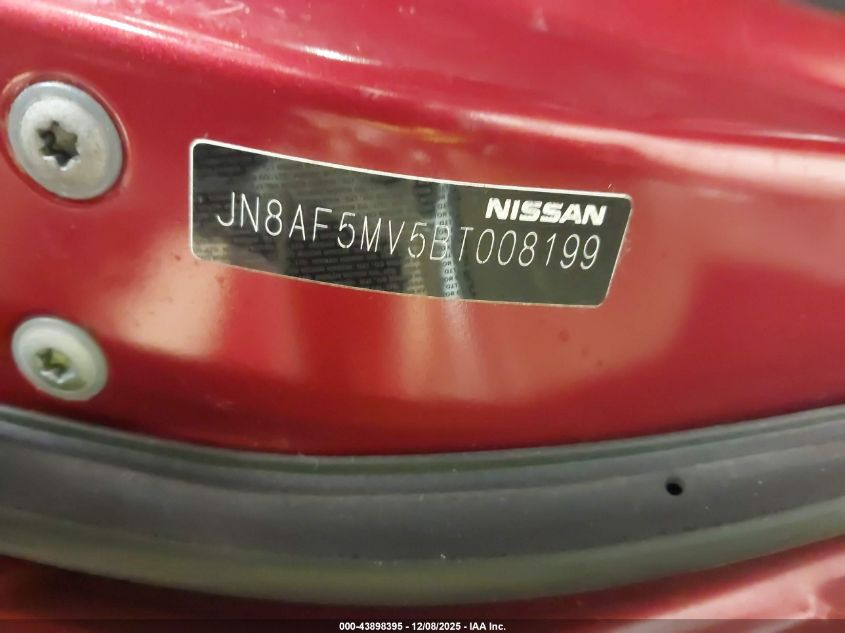 NISSAN
JN8AF5MV5BT008199
000-43898395 - 12/08/2025 - IAA Inc.